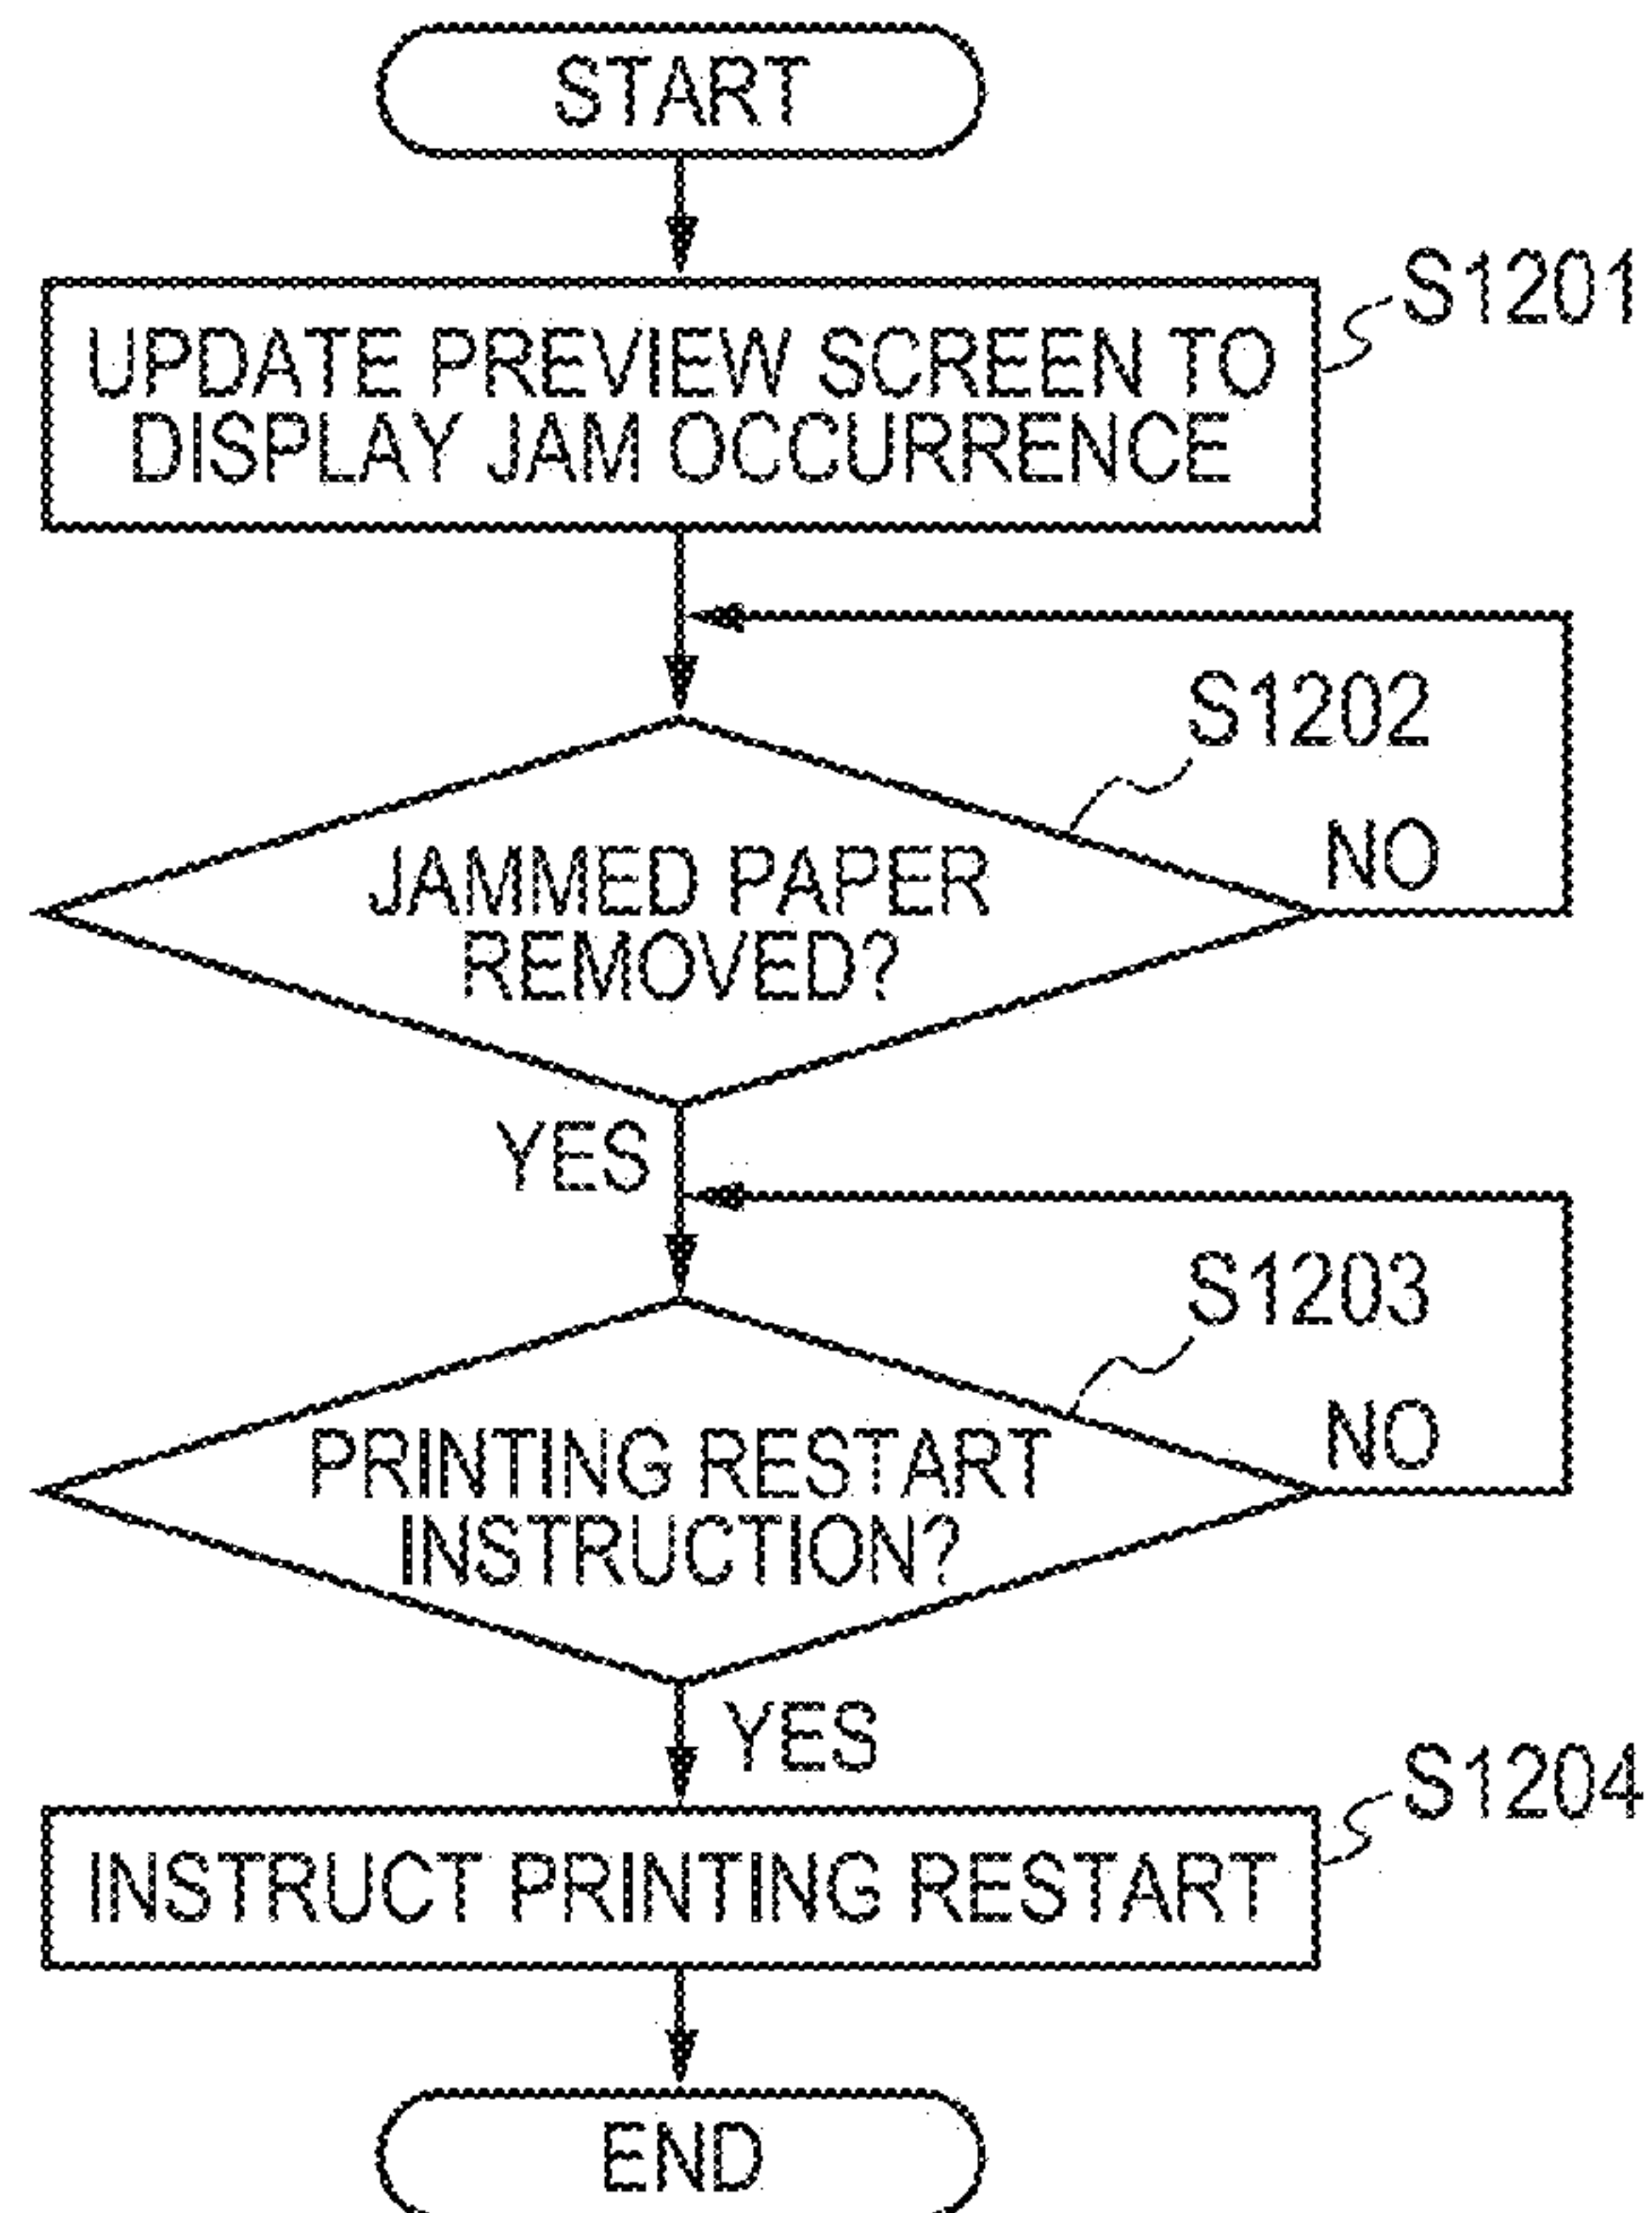 START
S1201
UPDATE PREVIEW SCREEN TO
DISPLAY JAM OCCURRENCE
S1202
NO
JAMMED PAPER
REMOVED?
YES
S1203
NO
PRINTING RESTART
INSTRUCTION?
YES
S1204
INSTRUCT PRINTING RESTART
END